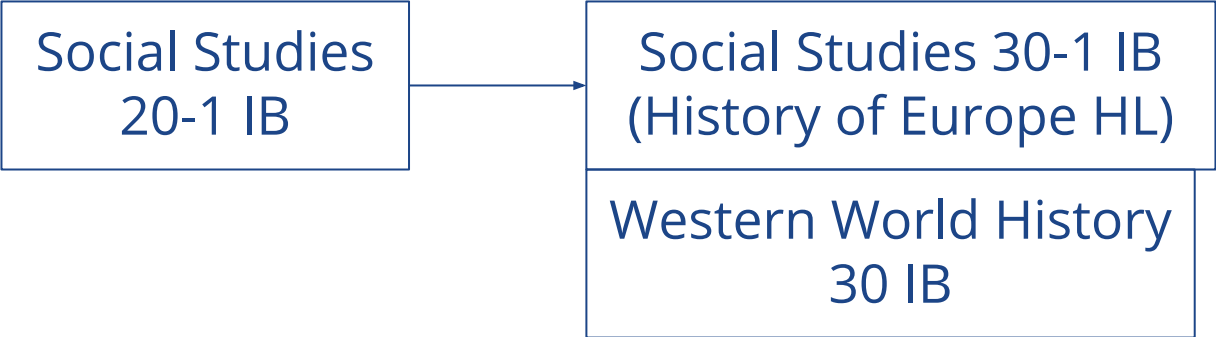 Social Studies
20-1 IB
Social Studies 30-1 IB
(History of Europe HL)
Western World History
30 IB